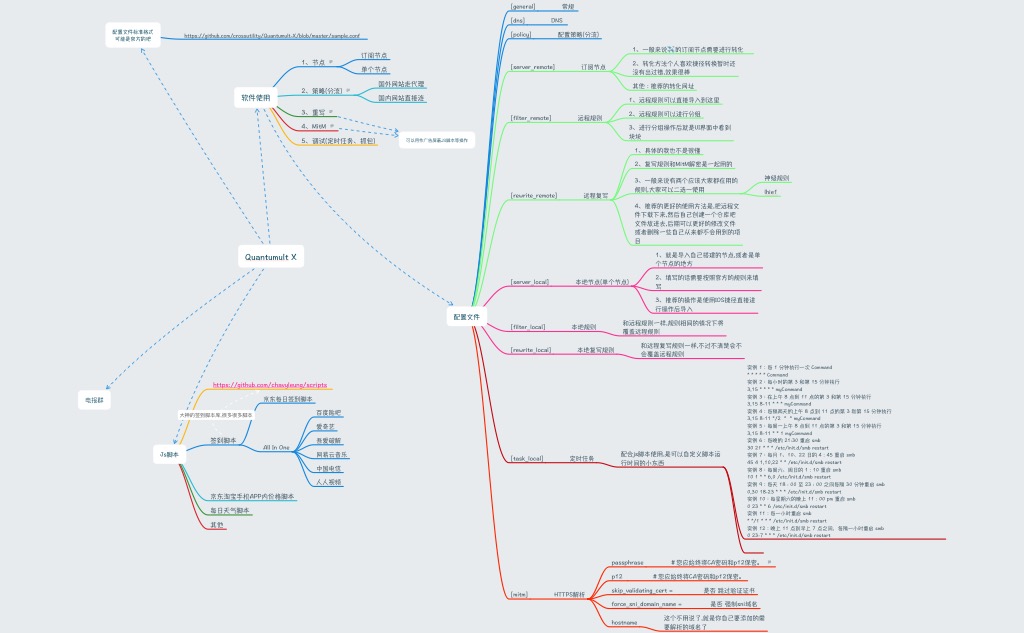 配置文件标准格式
可能是官方的吧
https://github.com/crossutility/Quantumult-X/blob/master/sample.conf
软件使用
1、节点
订阅节点
单个节点
2、策略(分流)
国外网站走代理
国内网站直接连
3、重写
4、MitM
可以用来广告屏蔽JS脚本等操作
5、调试(定时任务、抓包)
Quantumult X
电报群
Js脚本
https://github.com/chavyleung/scripts
大神的签到脚本库,很多很多脚本
签到脚本
京东每日签到脚本
All In One
百度贴吧
爱奇艺
吾爱破解
网易云音乐
中国电信
人人视频
京东淘宝手机APP内价格脚本
每日天气脚本
其他
配置文件
[general] 常规
[dns] DNS
[policy] 配置策略(分流)
[server_remote] 订阅节点
1、一般来说✈️的订阅节点需要进行转化
2、转化方法个人喜欢捷径转换暂时还
没有出过错,效果很棒
其他：推荐的转化网址
[filter_remote] 远程规则
1、远程规则可以直接导入到这里
2、远程规则可以进行分组
3、进行分组操作后就是UI界面中看到
块块
[rewrite_remote] 远程复写
1、具体的我也不是很懂
2、复写规则和MitM解密是一起用的
3、一般来说有两个应该大家都在用的
规则,大家可以二选一使用
神机规则
lhie1
4、推荐的更好的使用方法是,把远程文
件下载下来,然后自己创建一个仓库吧
文件放进去,后期可以更好的修改文件
或者删除一些自己从来都不会用到的项
目
[server_local] 本地节点(单个节点)
1、就是导入自己搭建的节点,或者是单
个节点的地方
2、填写的话需要按照官方的规则来填
写
3、推荐的操作是使用IOS捷径直接进
行操作后导入
[filter_local] 本地规则
和远程规则一样,规则相同的情况下将
覆盖远程规则
[rewrite_local] 本地复写规则
和远程复写规则一样,不过不清楚会不
会覆盖远程规则
[task_local] 定时任务
配合js脚本使用,是可以自定义脚本运
行时间的小东西
实例 1：每 1 分钟执行一次 Command
* * * * * Command
实例 2：每小时的第 3 和第 15 分钟执行
3,15 * * * * myCommand
实例 3：在上午 8 点到 11 点的第 3 和第 15 分钟执行
3,15 8-11 * * * myCommand
实例 4：每隔两天的上午 8 点到 11 点的第 3 和第 15 分钟执行
3,15 8-11 */2 * * myCommand
实例 5：每周一上午 8 点到 11 点的第 3 和第 15 分钟执行
3,15 8-11 * * 1 myCommand
实例 6：每晚的 21:30 重启 smb
30 21 * * * /etc/init.d/smb restart
实例 7：每月 1、10、22 日的 4 : 45 重启 smb
45 4 1,10,22 * * /etc/init.d/smb restart
实例 8：每周六、周日的 1 : 10 重启 smb
10 1 * * 6,0 /etc/init.d/smb restart
实例 9：每天 18 : 00 至 23 : 00 之间每隔 30 分钟重启 smb
0,30 18-23 * * * /etc/init.d/smb restart
实例 10：每星期六的晚上 11 : 00 pm 重启 smb
0 23 * * 6 /etc/init.d/smb restart
实例 11：每一小时重启 smb
* */1 * * * /etc/init.d/smb restart
实例 12：晚上 11 点到早上 7 点之间，每隔一小时重启 smb
0 23-7 * * * /etc/init.d/smb restart
[mitm] HTTPS解析
passphrase #您应始终将CA密码和p12保密。
p12 #您应始终将CA密码和p12保密。
skip_validating_cert = 是否 跳过验证证书
force_sni_domain_name = 是否 强制sni域名
hostname 这个不用说了,就是你自己要添加的需
要解析的域名了